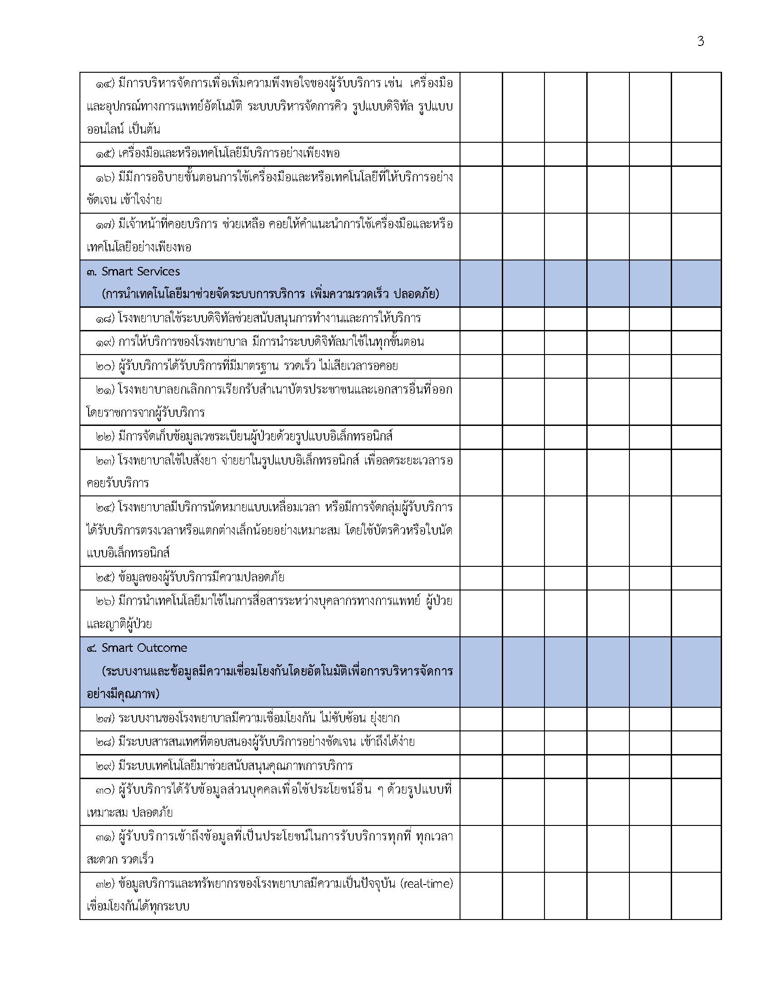 3
๑๔) มีการบริหารจัดการเพื่อเพิ่มความพึงพอใจของผู้รับบริการ เช่น เครื่องมือ
และอุปกรณ์ทางการแพทย์อัตโนมัติ ระบบบริหารจัดการคิว รูปแบบดิจิทัล รูปแบบ
ออนไลน์ เป็นต้น
๑๕) เครื่องมือและหรือเทคโนโลยีมีบริการอย่างเพียงพอ
๑๖) มีมีการอธิบายขั้นตอนการใช้เครื่องมือและหรือเทคโนโลยีที่ให้บริการอย่าง
ชัดเจน เข้าใจง่าย
๑๗) มีเจ้าหน้าที่คอยบริการ ช่วยเหลือ คอยให้คำแนะนำการใช้เครื่องมือและหรือ
เทคโนโลยีอย่างเพียงพอ
๓. Smart Services
(การนำเทคโนโลยีมาช่วยจัดระบบการบริการ เพิ่มความรวดเร็ว ปลอดภัย)
๑๘) โรงพยาบาลใช้ระบบดิจิทัลช่วยสนับสนุนการทำงานและการให้บริการ
๑๙) การให้บริการของโรงพยาบาล มีการนำระบบดิจิทัลมาใช้ในทุกขั้นตอน
๒๐) ผู้รับบริการได้รับบริการที่มีมาตรฐาน รวดเร็ว ไม่เสียเวลารอคอย
๒๑) โรงพยาบาลยกเลิกการเรียกรับสำเนาบัตรประชาชนและเอกสารอื่นที่ออก
โดยราชการจากผู้รับบริการ
๒๒) มีการจัดเก็บข้อมูลเวชระเบียนผู้ป่วยด้วยรูปแบบอิเล็กทรอนิกส์
๒๓) โรงพยาบาลใช้ใบสั่งยา จ่ายยาในรูปแบบอิเล็กทรอนิกส์ เพื่อลดระยะเวลารอ
คอยรับบริการ
๒๔) โรงพยาบาลมีบริการนัดหมายแบบเหลื่อมเวลา หรือมีการจัดกลุ่มผู้รับบริการ
ได้รับบริการตรงเวลาหรือแตกต่างเล็กน้อยอย่างเหมาะสม โดยใช้บัตรคิวหรือใบนัด
แบบอิเล็กทรอนิกส์
๒๕) ข้อมูลของผู้รับบริการมีความปลอดภัย
๒๖) มีการนำเทคโนโลยีมาใช้ในการสื่อสารระหว่างบุคลากรทางการแพทย์ ผู้ป่วย
และญาติผู้ป่วย
๔. Smart Outcome
(ระบบงานและข้อมูลมีความเชื่อมโยงกันโดยอัตโนมัติเพื่อการบริหารจัดการ
อย่างมีคุณภาพ)
๒๗) ระบบงานของโรงพยาบาลมีความเชื่อมโยงกัน ไม่ซับซ้อน ยุ่งยาก
๒๘) มีระบบสารสนเทศที่ตอบสนองผู้รับบริการอย่างชัดเจน เข้าถึงได้ง่าย
๒๙) มีระบบเทคโนโลยีมาช่วยสนับสนุนคุณภาพการบริการ
๓๐) ผู้รับบริการได้รับข้อมูลส่วนบุคคลเพื่อใช้ประโยชน์อื่น ๆ ด้วยรูปแบบที่
เหมาะสม ปลอดภัย
๓๑) ผู้รับบริการเข้าถึงข้อมูลที่เป็นประโยชน์ในการรับบริการทุกที่ ทุกเวลา
สะดวก รวดเร็ว
๓๒) ข้อมูลบริการและทรัพยากรของโรงพยาบาลมีความเป็นปัจจุบัน (real-time)
เชื่อมโยงกันได้ทุกระบบ